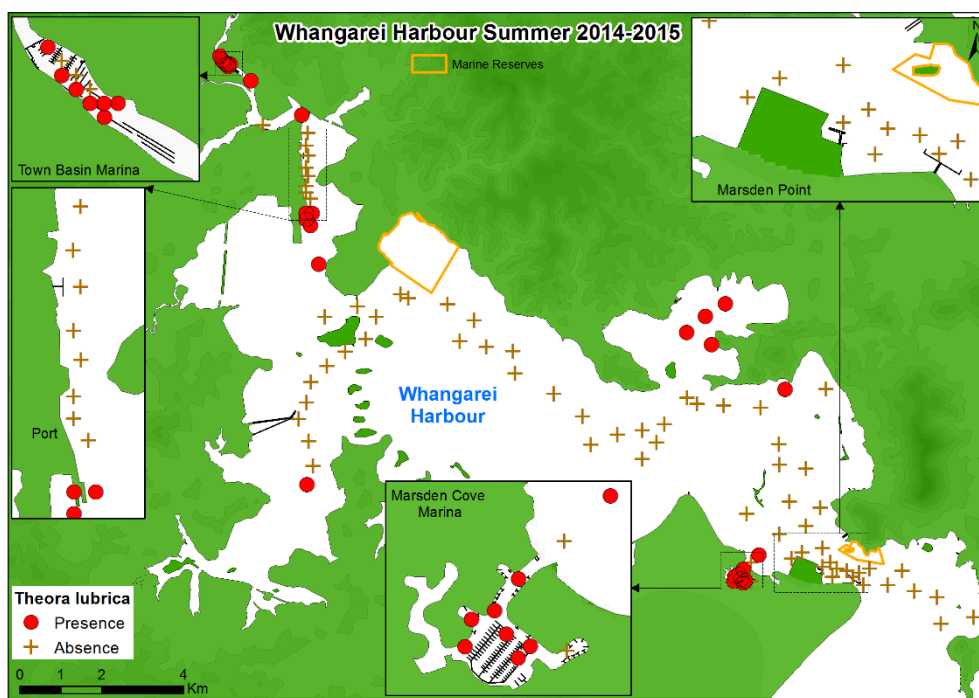 Whangarei Harbour Summer 2014-2015
Marine Reserves
N
Town Basin Marina
Marsden Point
Port
Whangarei
Harbour
Marsden Cove
Marina
Theora lubrica
Presence
Absence
0 1 2 4
Km